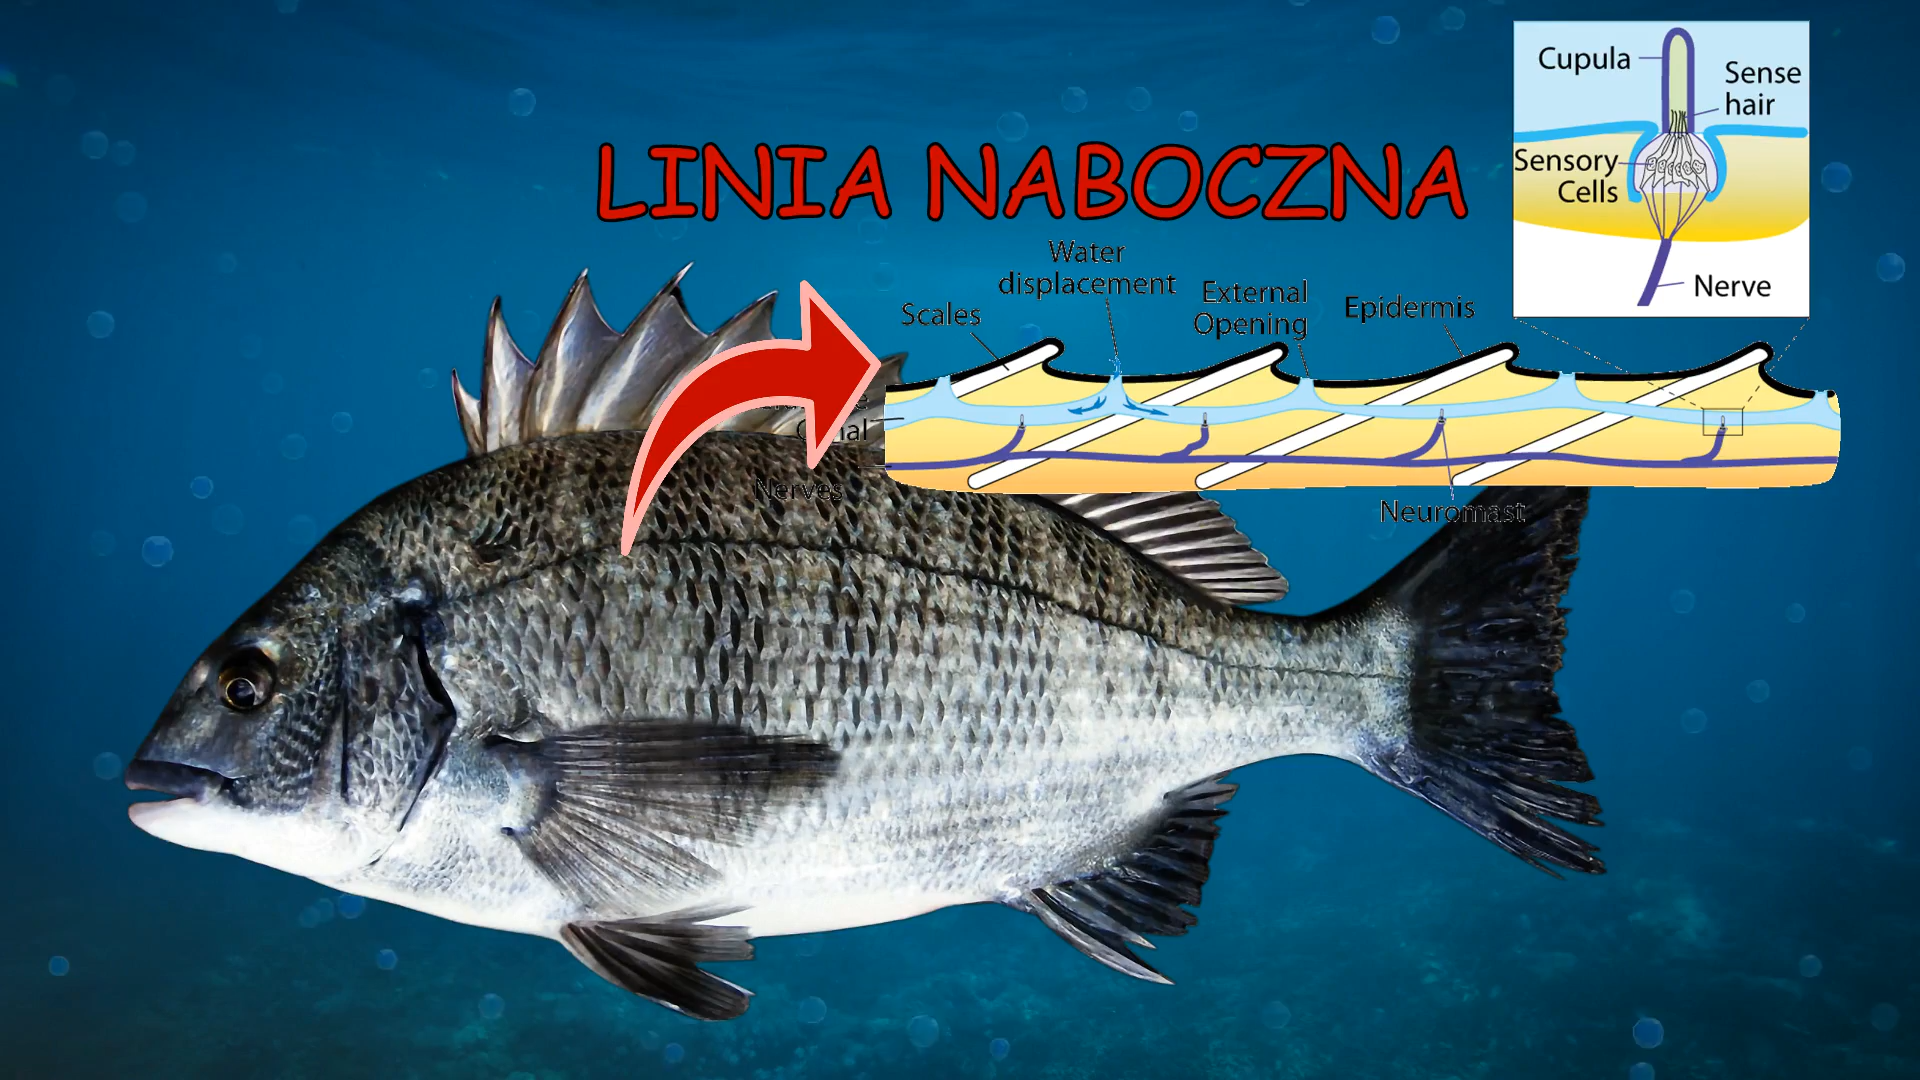 LINIA NABOCZNA
Cupula
Sense
hair
Sensory
Cells
Nerve
Water
displacement
External
Opening
Epidermis
Scales
Nerves
Neuromast